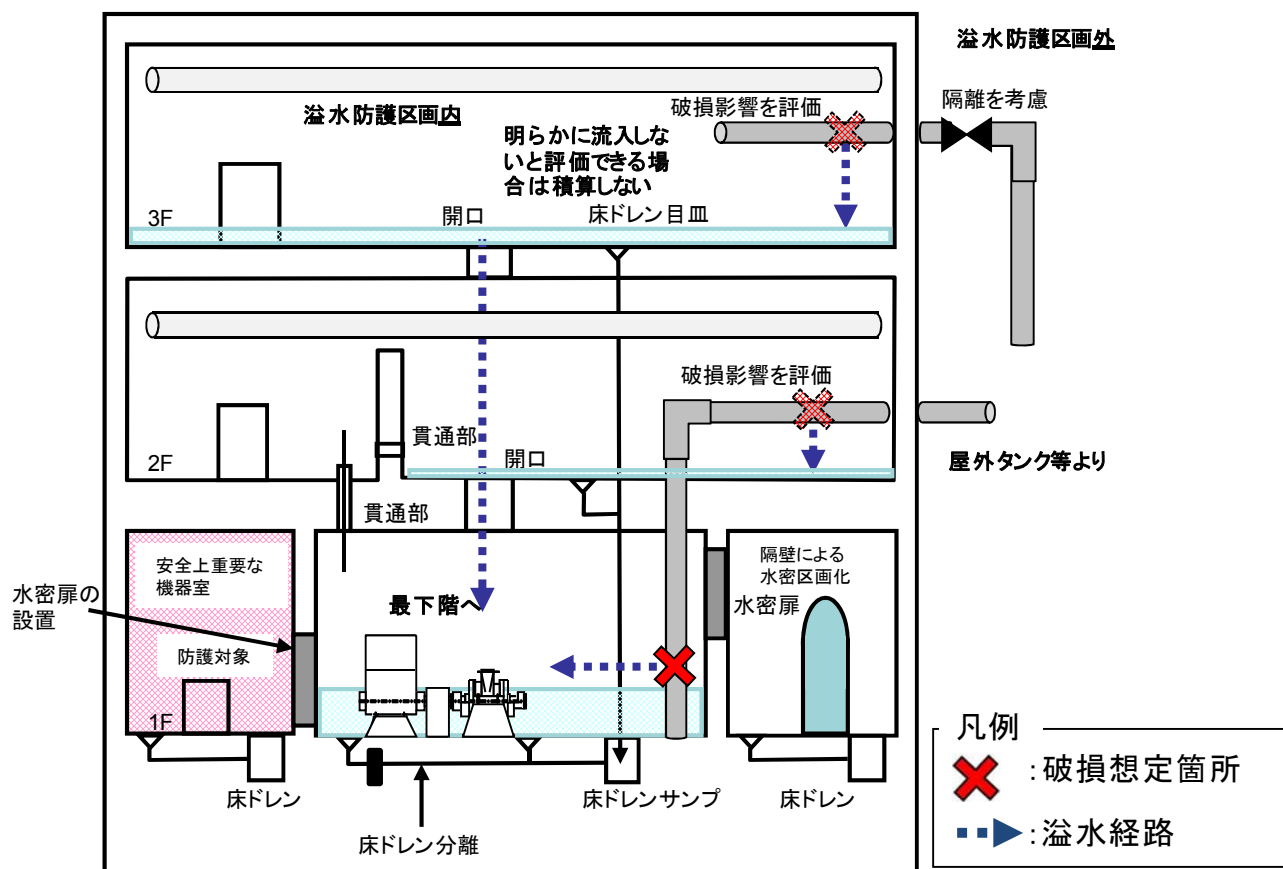 溢水防護区画外
破損影響を評価
隔離を考慮
溢水防護区画内
明らかに流入しな
いと評価できる場
合は積算しない
3F
開口
床ドレン目皿
破損影響を評価
貫通部
2F
開口
屋外タンク等より
貫通部
安全上重要な
機器室
隔壁による
水密区画化
水密扉の
設置
最下階へ
水密扉
防護対象
1F
凡例
:破損想定箇所
床ドレン
床ドレンサンプ
床ドレン
:溢水経路
床ドレン分離